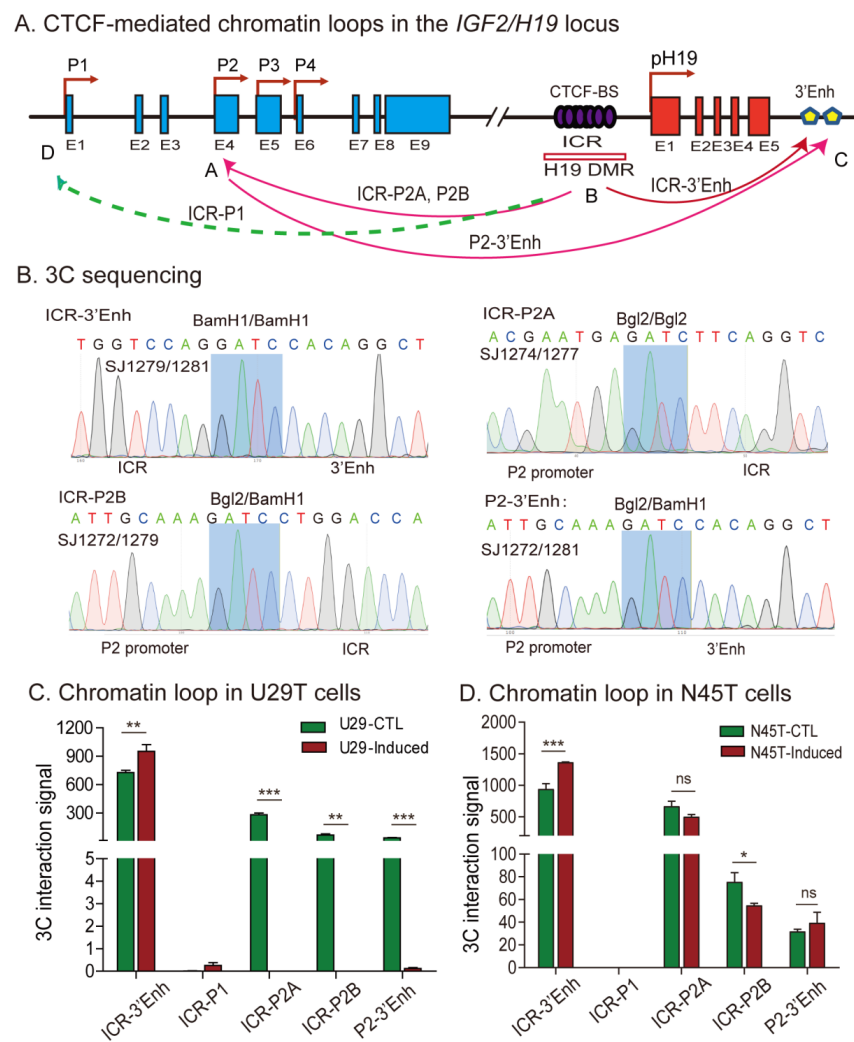 A. CTCF-mediated chromatin loops in the IGF2/H19 locus
P1 P2 P3 P4 pH19
CTCF-BS 3'Enh
E1 E2 E3 E4 E5 E6 E7 E8 E9 ICR E1 E2 E3 E4 E5
D A H19 DMR B C
ICR-P2A, P2B ICR-3'Enh
ICR-P1
P2-3'Enh
B. 3C sequencing
ICR-3'Enh BamH1/BamH1
T G G T C C A G G A T C C A C A G G C T
SJ1279/1281
ICR 3'Enh
ICR-P2A Bgl2/Bgl2
A C G A A T G A G A T C T T C A G G T C
SJ1274/1277
P2 promoter ICR
ICR-P2B Bgl2/BamH1
A T T G C A A A G A T C C T G G A C C A
SJ1272/1279
P2 promoter ICR
P2-3'Enh: Bgl2/BamH1
A T T G C A A A G A T C C A C A G G C T
SJ1272/1281
P2 promoter 3'Enh
C. Chromatin loop in U29T cells
3C interaction signal
1200
900
600
300
5
4
3
2
1
0
U29-CTL
U29-Induced
** *** ** ***
ICR-3'Enh ICR-P1 ICR-P2A ICR-P2B P2-3'Enh
D. Chromatin loop in N45T cells
3C interaction signal
2000
1500
1000
500
100
80
60
40
20
0
N45T-CTL
N45T-Induced
*** ns * ns
ICR-3'Enh ICR-P1 ICR-P2A ICR-P2B P2-3'Enh